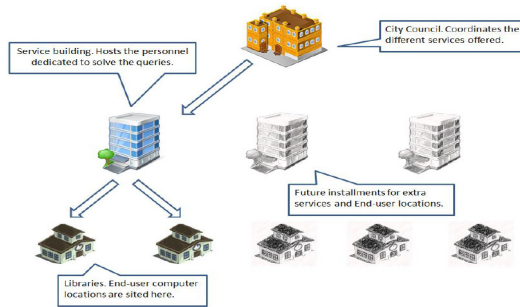 City Council. Coordinates the
different services offered.
Service building. Hosts the personnel
dedicated to solve the queries.
Future installments for extra
services and End-user locations.
Libraries. End-user computer
locations are sited here.